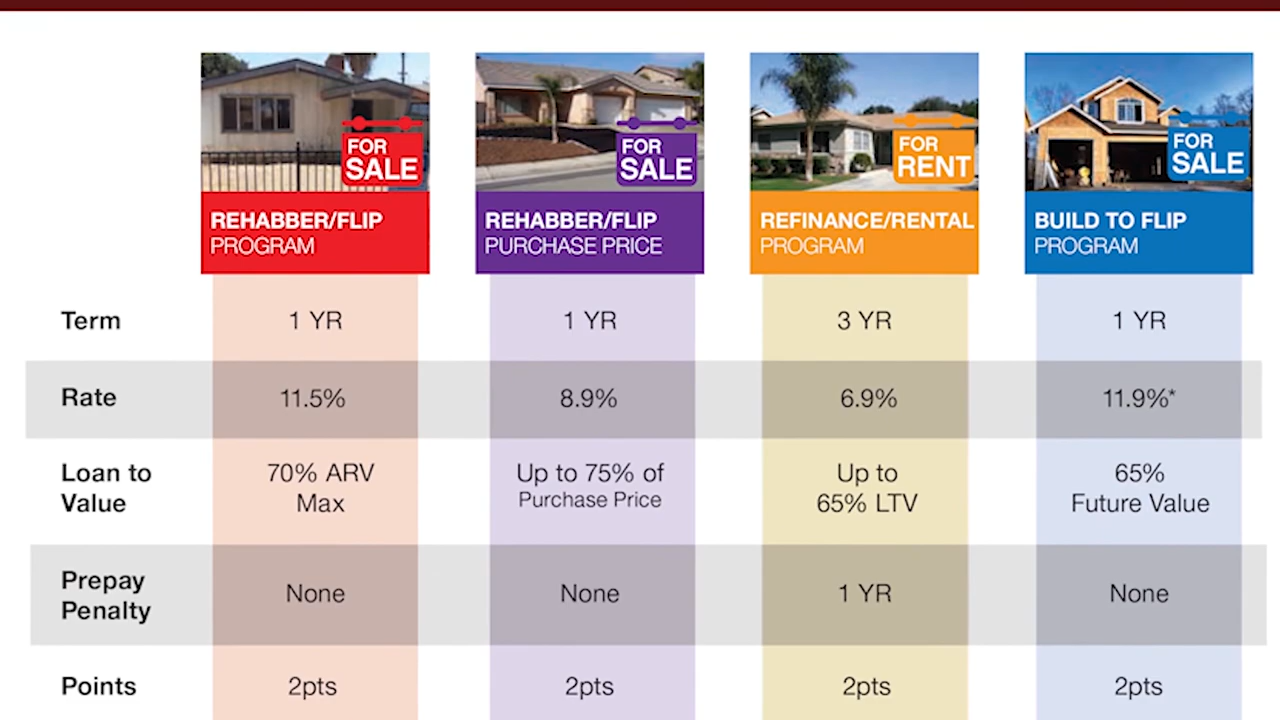 FOR
SALE
FOR
SALE
FOR
RENT
FOR
SALE
REHABBER/FLIP
PROGRAM
REHABBER/FLIP
PURCHASE PRICE
REFINANCE/RENTAL
PROGRAM
BUILD TO FLIP
PROGRAM
Term
1 YR
1 YR
3 YR
1 YR
Rate
11.5%
8.9%
6.9%
11.9%*
Loan to
Value
70% ARV
Max
Up to 75% of
Purchase Price
Up to
65% LTV
65%
Future Value
Prepay
Penalty
None
None
1 YR
None
Points
2pts
2pts
2pts
2pts